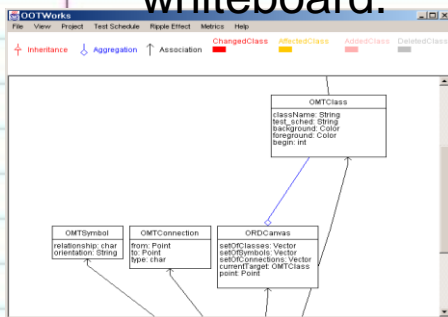 whiteboard.
OOTWorks
File View Project Test Schedule Ripple Effect Metrics Help
Inheritance Aggregation Association ChangedClass AffectedClass AddedClass DeletedClass
OMTClass
className: String
test_sched: String
background: Color
foreground: Color
begin: int
OMTSymbol
relationship: char
orientation: String
OMTConnection
from: Point
to: Point
type: char
ORDCanvas
setOfClasses: Vector
setOfSymbols: Vector
setOfConnections: Vector
currentTarget: OMTClass
point: Point